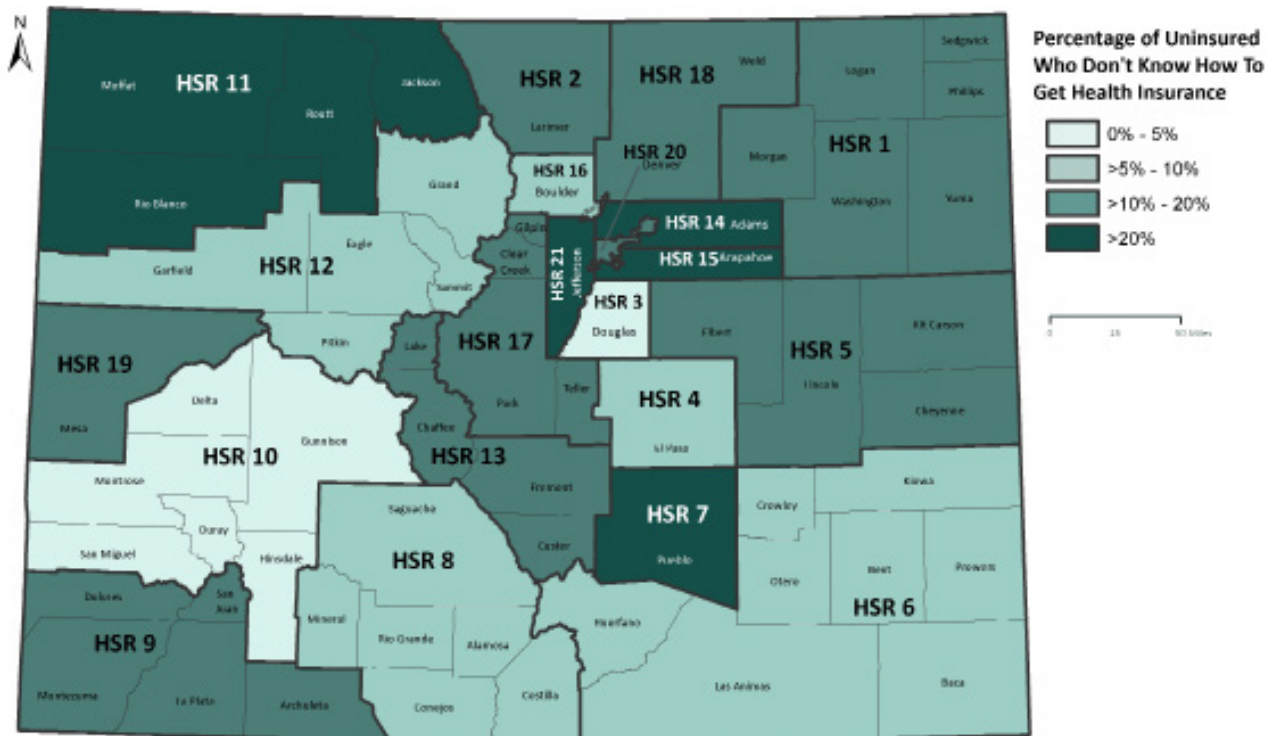 N
Percentage of Uninsured
Who Don't Know How To
Get Health Insurance
0% - 5%
>5% - 10%
>10% - 20%
>20%
0 25 50 Miles
Moffat
HSR 11
Routt
Jackson
Rio Blanco
HSR 2
Larimer
HSR 18
Weld
Logan
Sedgwick
Phillips
HSR 1
Morgan
Washington
Yuma
HSR 20
Denver
HSR 16
Boulder
Grand
HSR 14 Adams
HSR 15 Arapahoe
Gilpin
Clear
Creek
HSR 21
Jefferson
HSR 12
Eagle
Garfield
Summit
Pitkin
HSR 3
Douglas
Elbert
HSR 5
Lincoln
Kit Carson
Cheyenne
HSR 19
Mesa
Lake
HSR 17
Park
Teller
HSR 4
El Paso
Delta
Gunnison
HSR 10
Montrose
Ouray
San Miguel
Hinsdale
Chaffee
HSR 13
Fremont
Custer
HSR 7
Pueblo
Crowley
Kiowa
Otero
Bent
Prowers
HSR 6
Saguache
HSR 8
Mineral
Rio Grande
Alamosa
Conejos
Costilla
Huerfano
Las Animas
Baca
Dolores
San
Juan
HSR 9
Montezuma
La Plata
Archuleta